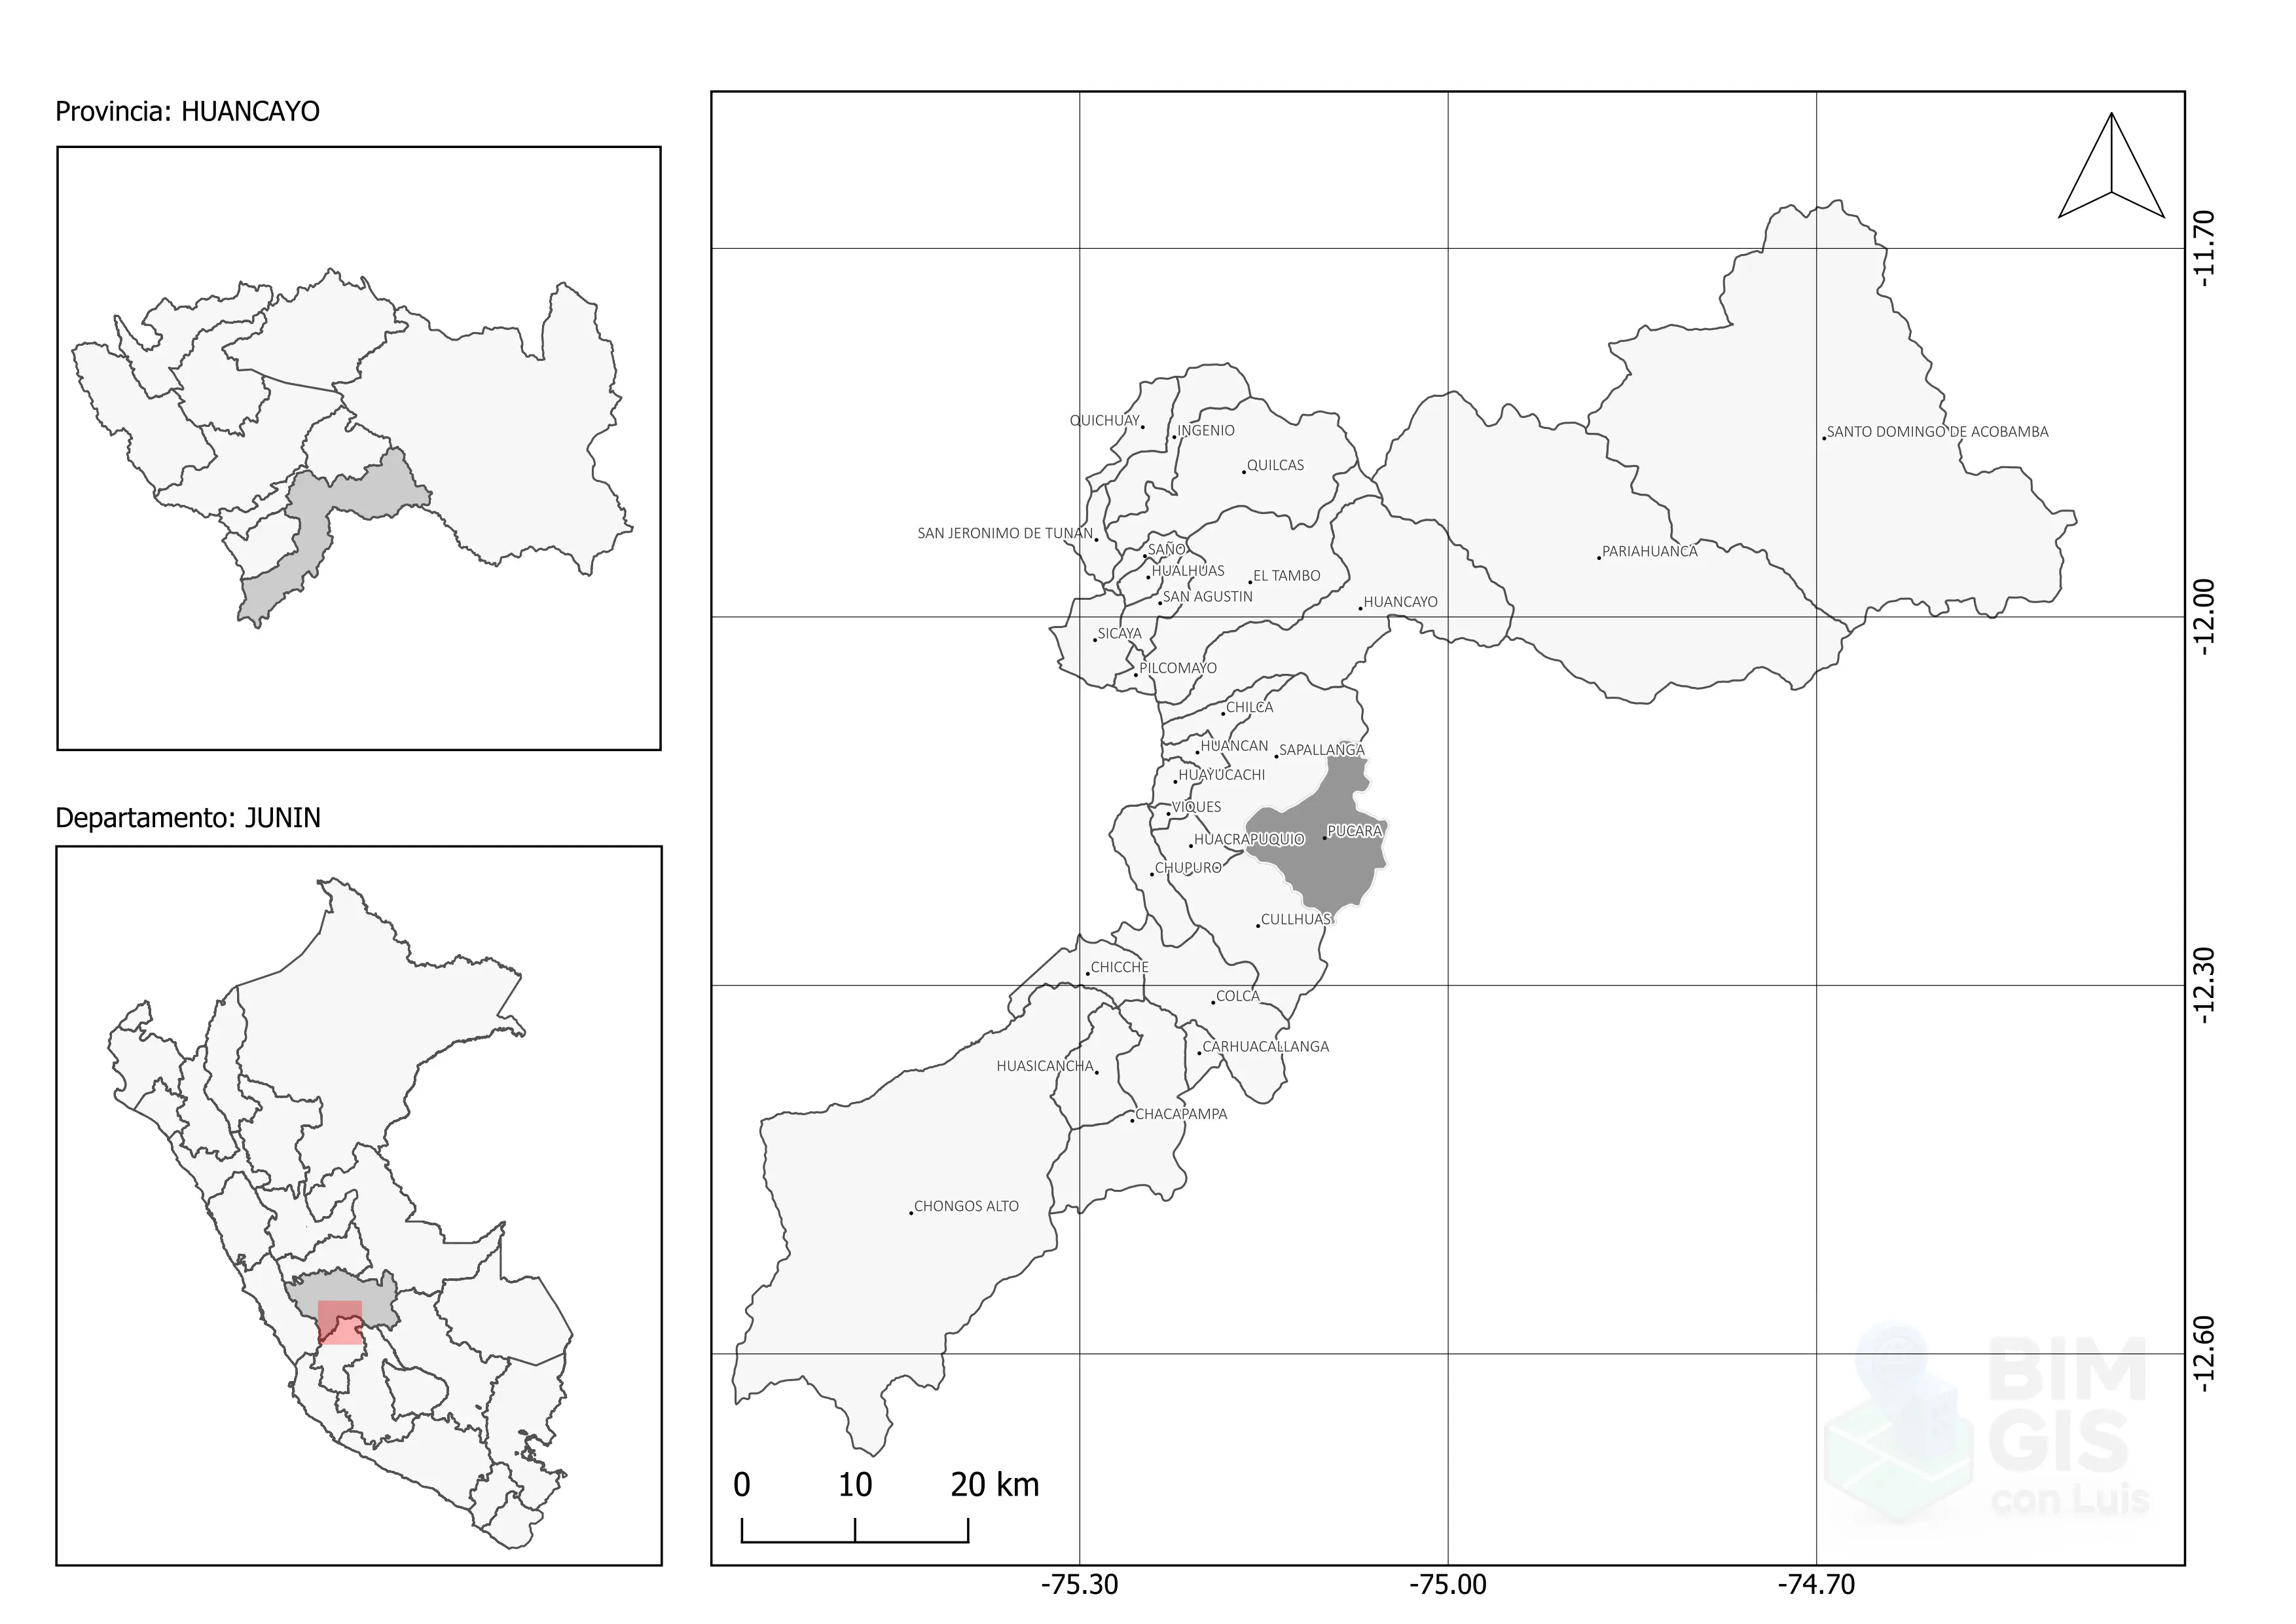 Provincia: HUANCAYO
Departamento: JUNIN
QUICHUAY
INGENIO
SANTO DOMINGO DE ACOBAMBA
QUILCAS
SAN JERONIMO DE TUNAN
SAÑO
PARIAHUANCA
HUALHUAS
EL TAMBO
SAN AGUSTIN
HUANCAYO
SICAYA
PILCOMAYO
CHILCA
HUANCAN
SAPALLANGA
HUAYUCACHI
VIQUES
PUCARA
HUACRAPUQUIO
CHUPURO
CULLHUAS
CHICCHE
COLCA
CARHUACALLANGA
HUASICANCHA
CHACAPAMPA
CHONGOS ALTO
0 10 20 km
-11.70
-12.00
-12.30
-12.60
-75.30 -75.00 -74.70
BIM
GIS
con Luis